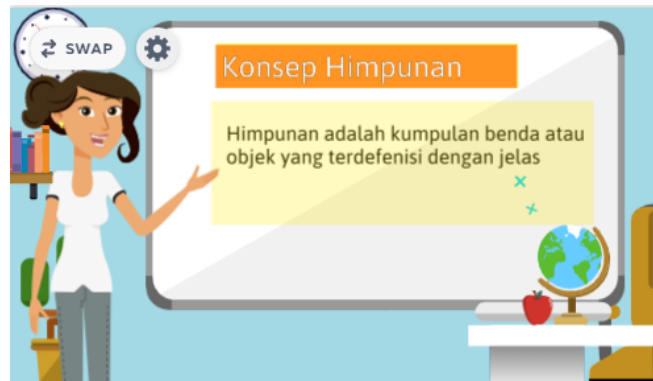 SWAP
Konsep Himpunan
Himpunan adalah kumpulan benda atau
objek yang terdefenisi dengan jelas